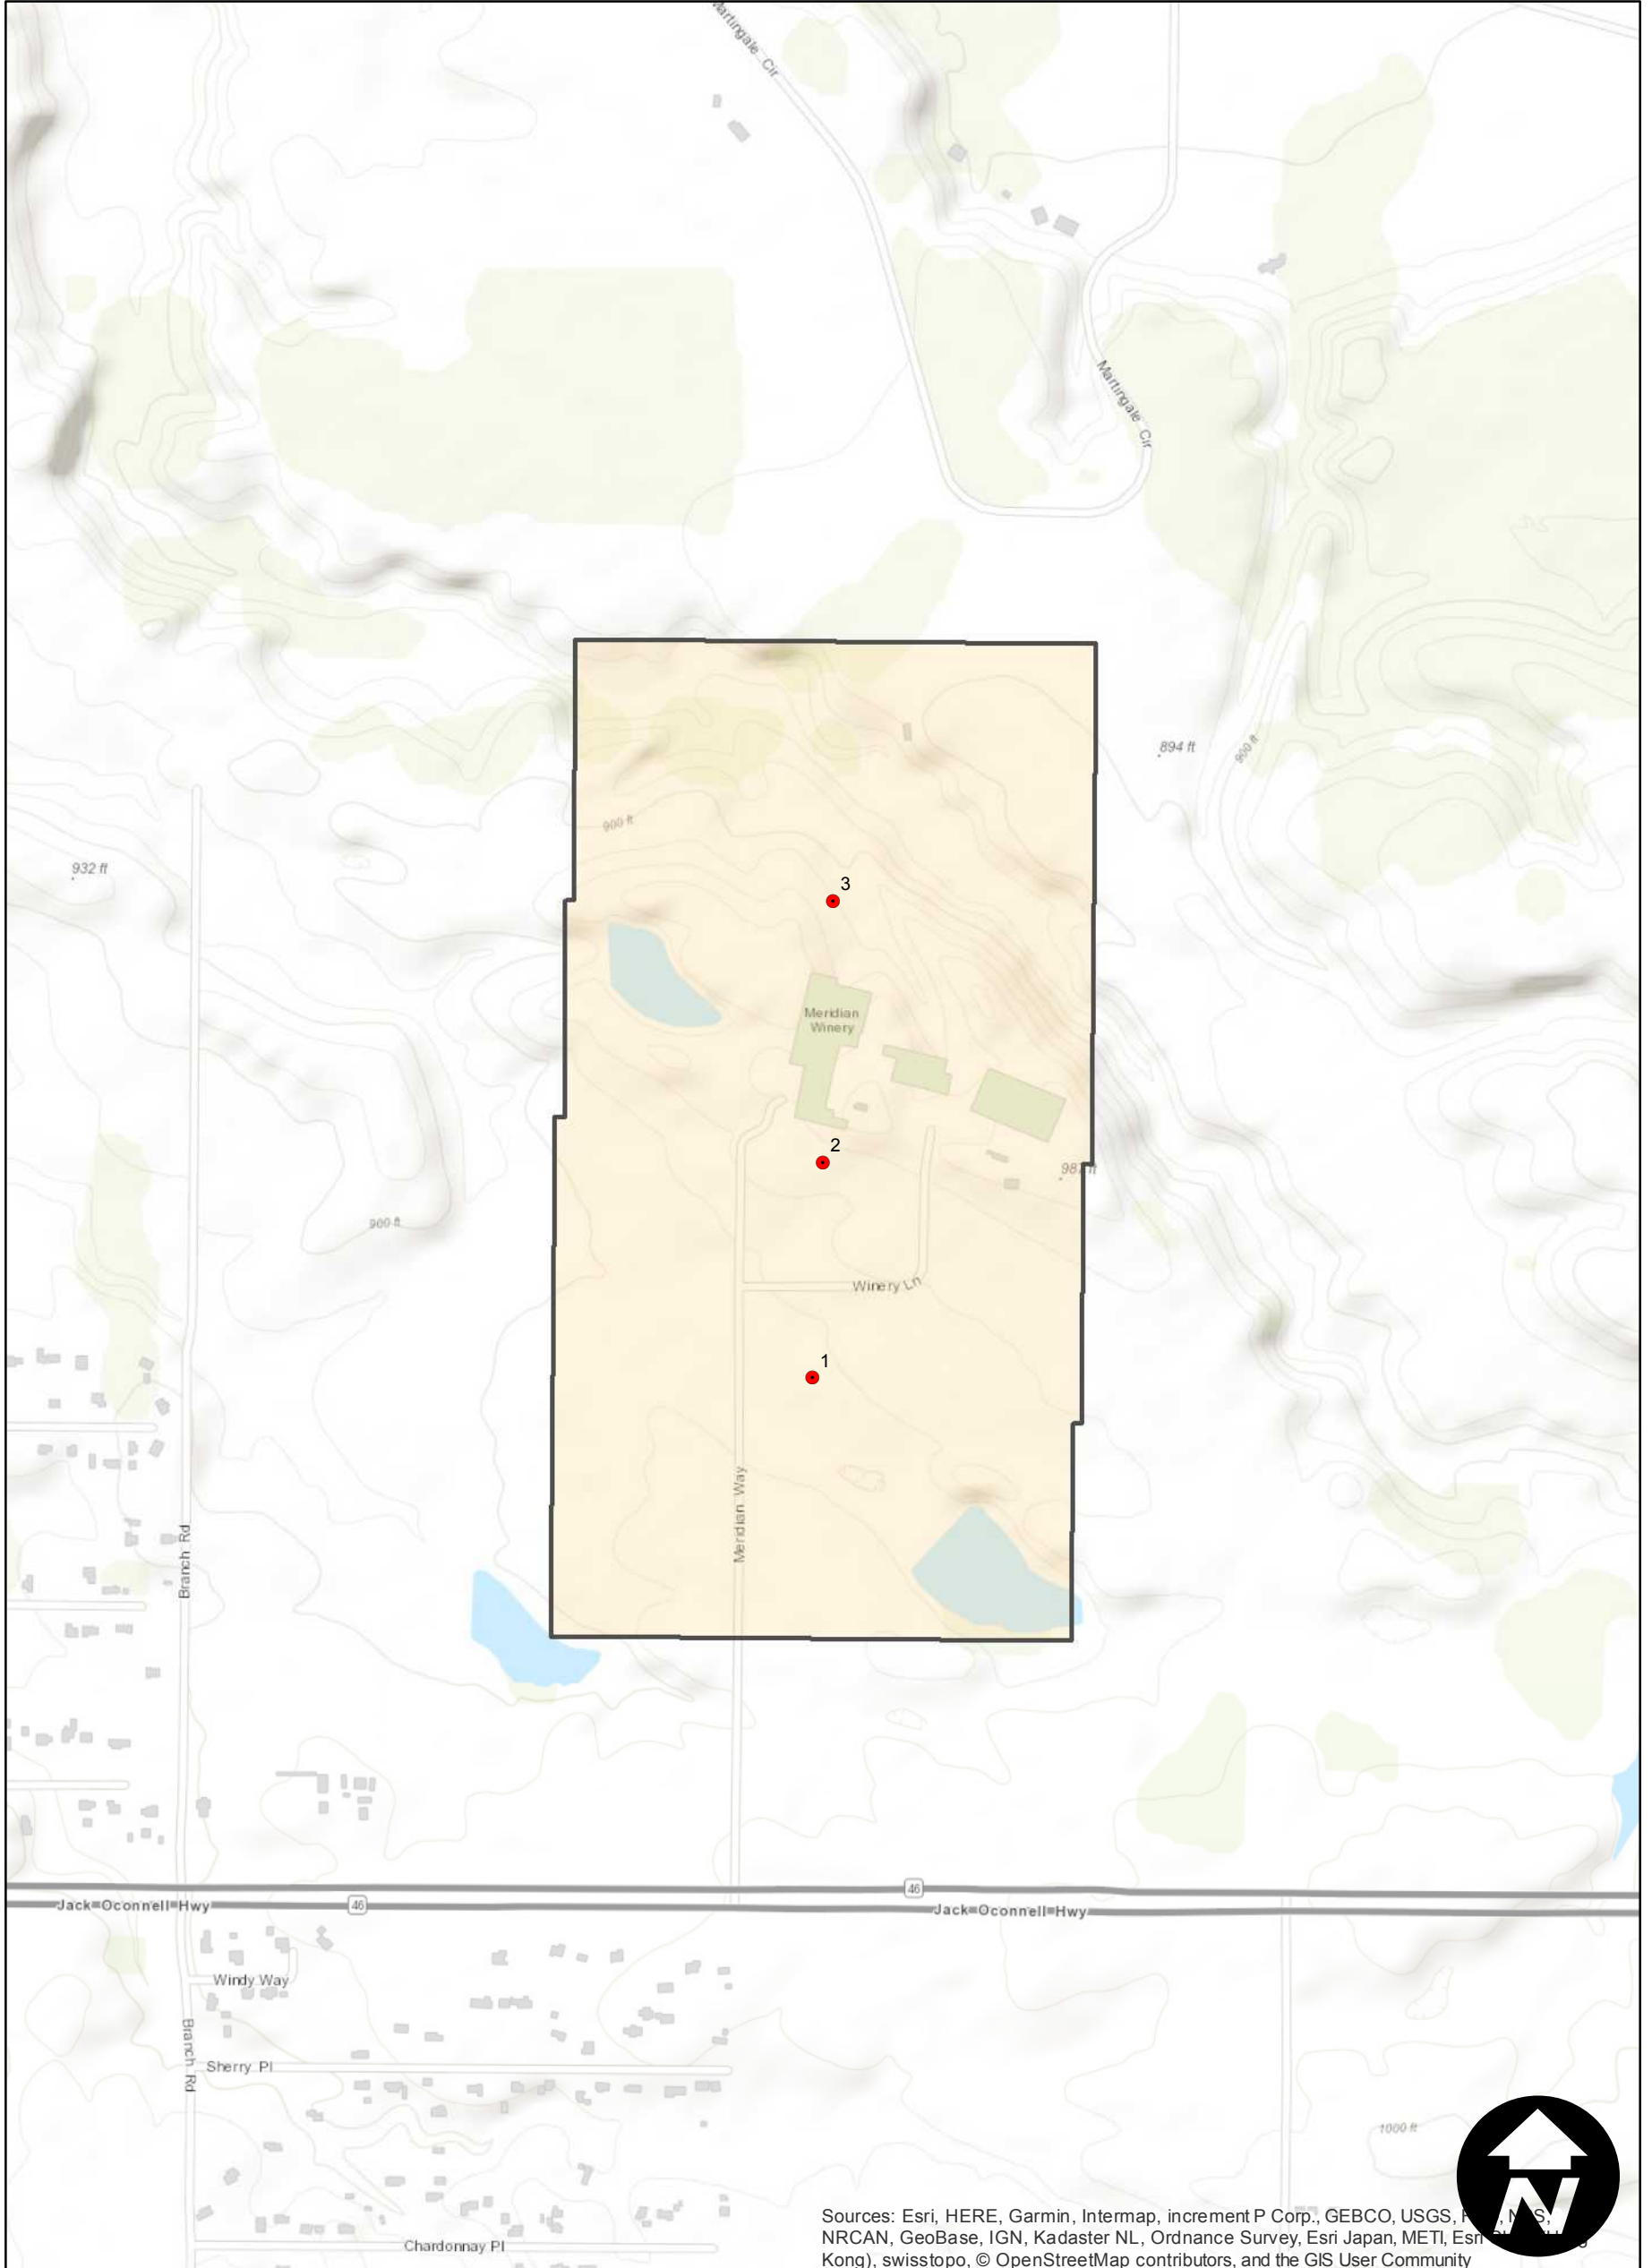 Martingale Cir
Martingale Cir
894 ft
900 ft
900 ft
932 ft
3
Meridian
Winery
2
987 ft
900 ft
Winery Ln
1
Meridian Way
Branch Rd
46
Jack Oconnell Hwy
46
Jack Oconnell Hwy
Windy Way
Branch Rd
Sherry Pl
1000 ft
N
Sources: Esri, HERE, Garmin, Intermap, increment P Corp., GEBCO, USGS,
NRCAN, GeoBase, IGN, Kadaster NL, Ordnance Survey, Esri Japan, METI, Esri
Chardonnay Pl
Kong), swisstopo, © OpenStreetMap contributors, and the GIS User Community